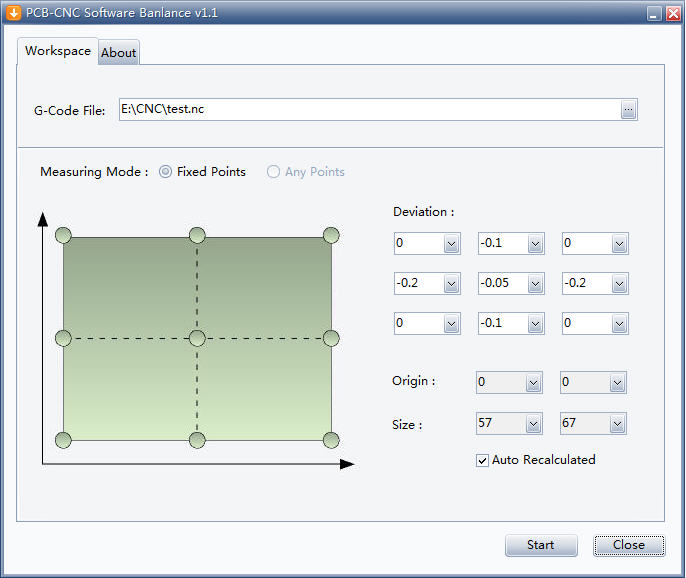 PCB-CNC Software Banlance v1.1
Workspace About
G-Code File: E:\CNC\test.nc ...
Measuring Mode : Fixed Points Any Points
Deviation :
0 -0.1 0
-0.2 -0.05 -0.2
0 -0.1 0
Origin : 0 0
Size : 57 67
Auto Recalculated
Start Close